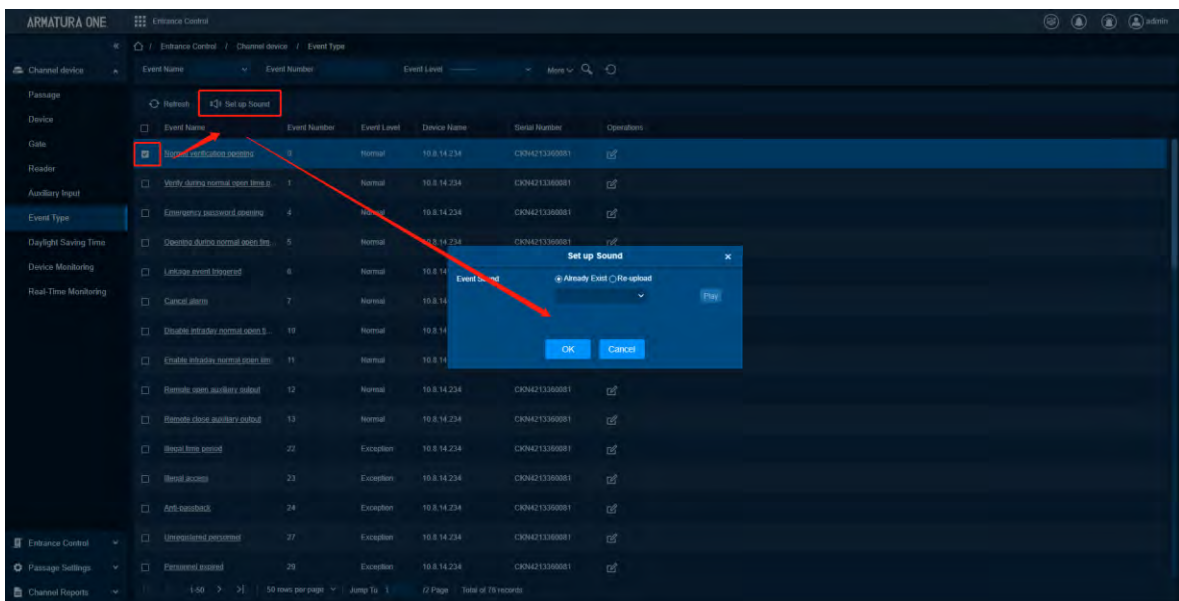 ARMATURA ONE
Entrance Control
admin
/ Entrance Control / Channel device / Event Type
Channel device
Passage
Device
Gate
Reader
Auxiliary Input
Event Type
Daylight Saving Time
Device Monitoring
Real-Time Monitoring
Entrance Control
Passage Settings
Channel Reports
Event Name Event Number Event Level ------ More
Refresh Set up Sound
Event Name Event Number Event Level Device Name Serial Number Operations
Normal verification opening 0 Normal 10.8.14.234 CKN4213360081
Verify during normal open time p... 1 Normal 10.8.14.234 CKN4213360081
Emergency password opening 4 Normal 10.8.14.234 CKN4213360081
Opening during normal open tim... 5 Normal 10.8.14.234 CKN4213360081
Linkage event triggered 6 Normal 10.8.14
Cancel alarm 7 Normal 10.8.14
Disable intraday normal open ti... 10 Normal 10.8.14
Enable intraday normal open tim... 11 Normal 10.8.14
Remote open auxiliary output 12 Normal 10.8.14.234 CKN4213360081
Remote close auxiliary output 13 Normal 10.8.14.234 CKN4213360081
Illegal time period 22 Exception 10.8.14.234 CKN4213360081
Illegal access 23 Exception 10.8.14.234 CKN4213360081
Anti-passback 24 Exception 10.8.14.234 CKN4213360081
Unregistered personnel 27 Exception 10.8.14.234 CKN4213360081
Personnel expired 29 Exception 10.8.14.234 CKN4213360081
1-50 > >| 50 rows per page Jump To 1 /2 Page Total of 78 records
Set up Sound ×
Event Sound Already Exist Re-upload
Play
OK Cancel